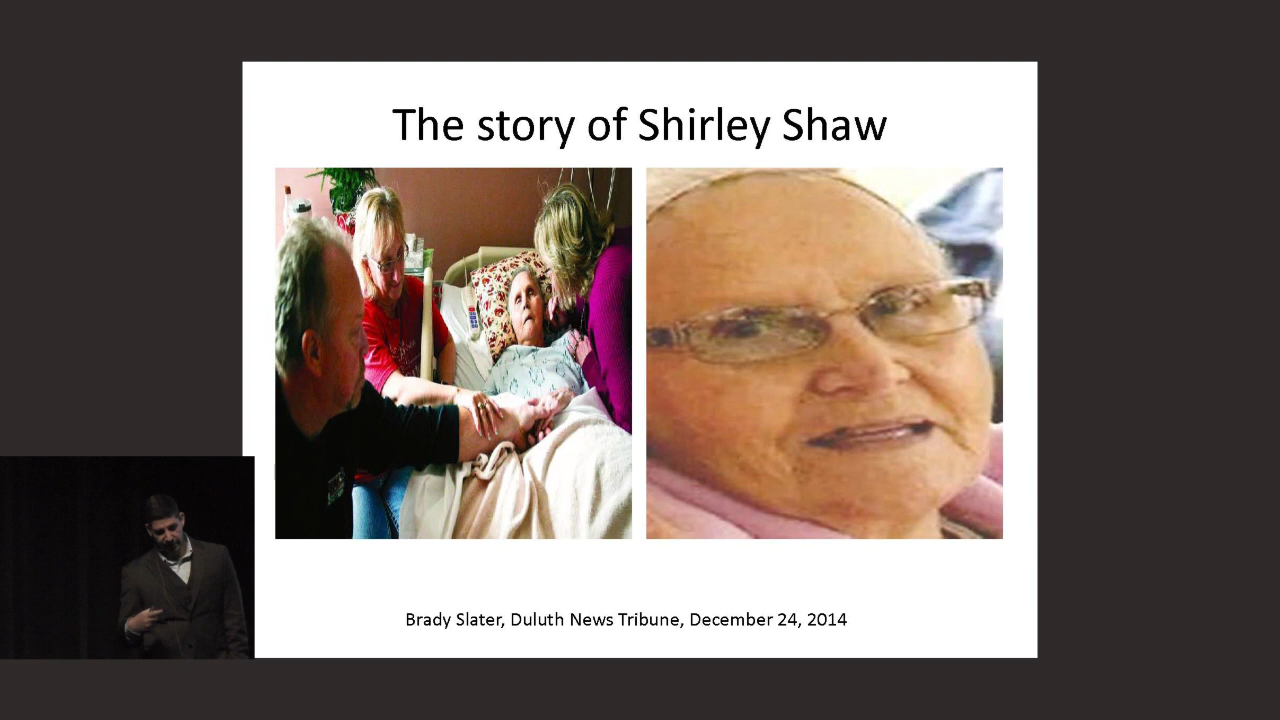 The story of Shirley Shaw
Brady Slater, Duluth News Tribune, December 24, 2014